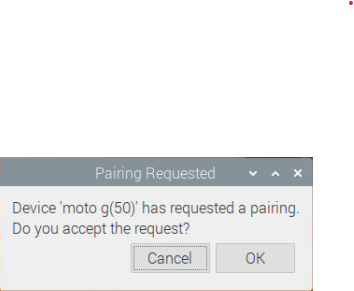 Pairing Requested
Device 'moto g(50)' has requested a pairing.
Do you accept the request?
Cancel OK